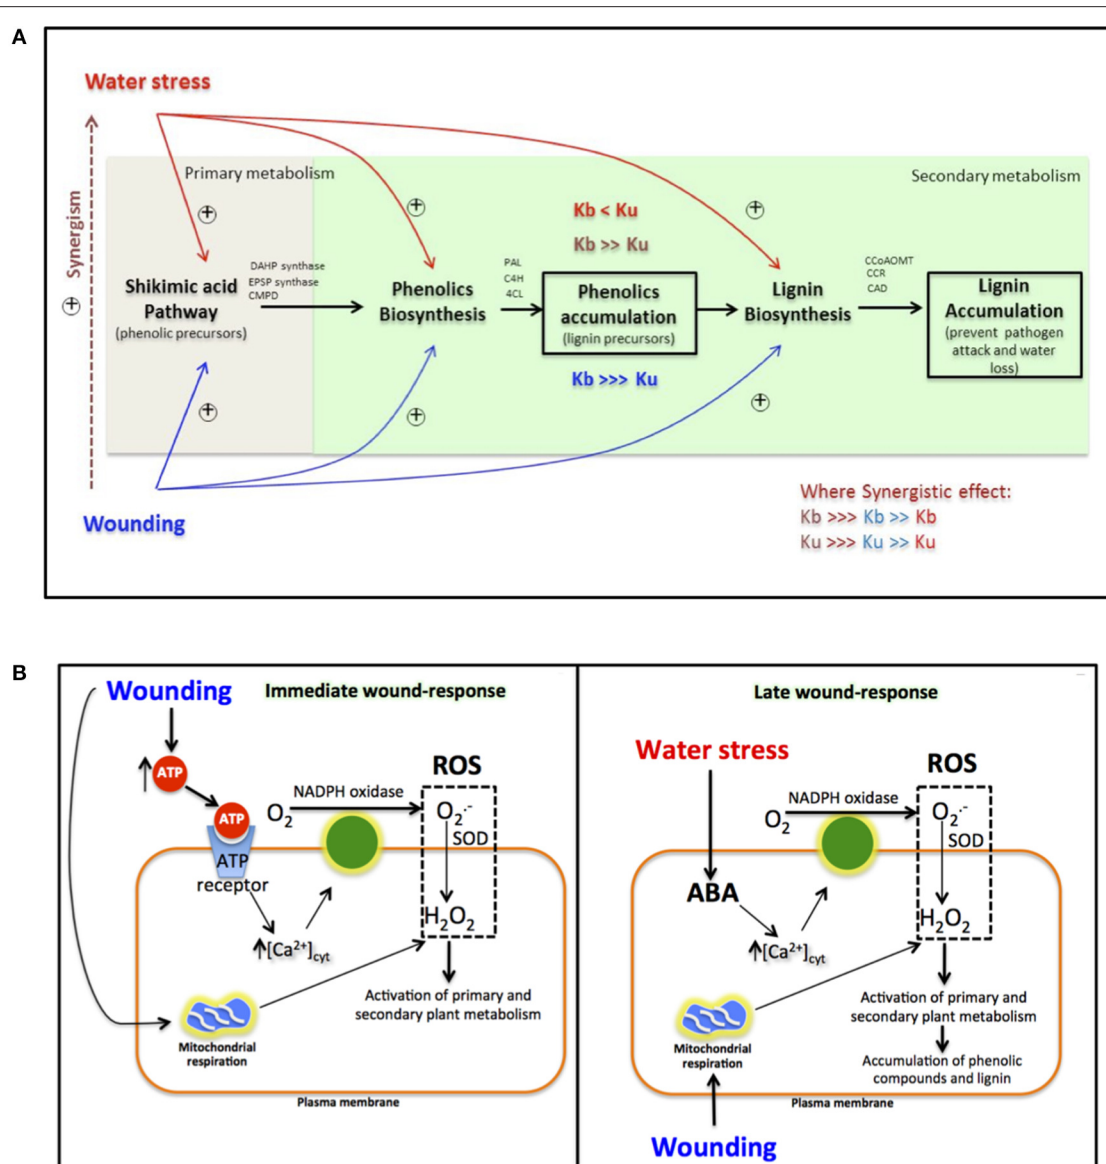 A
Water stress
Primary metabolism
Secondary metabolism
Synergism
+
+
+
+
Kb < Ku
Kb >> Ku
Shikimic acid
Pathway
(phenolic precursors)
DAHP synthase
EPSP synthase
CMPD
Phenolics
Biosynthesis
PAL
C4H
4CL
Phenolics
accumulation
(lignin precursors)
Lignin
Biosynthesis
CCoAOMT
CCR
CAD
Lignin
Accumulation
(prevent pathogen
attack and water
loss)
Kb >>> Ku
+
+
+
Wounding
Where Synergistic effect:
Kb >>> Kb >> Kb
Ku >>> Ku >> Ku
B
Wounding
Immediate wound-response
ATP
ATP
ATP
receptor
O2
NADPH oxidase
ROS
O2.-
SOD
H2O2
[Ca2+]cyt
Activation of primary and
secondary plant metabolism
Mitochondrial
respiration
Plasma membrane
Late wound-response
Water stress
ROS
NADPH oxidase
O2
O2.-
SOD
ABA
H2O2
[Ca2+]cyt
Activation of primary and
secondary plant metabolism
Mitochondrial
respiration
Accumulation of phenolic
compounds and lignin
Plasma membrane
Wounding